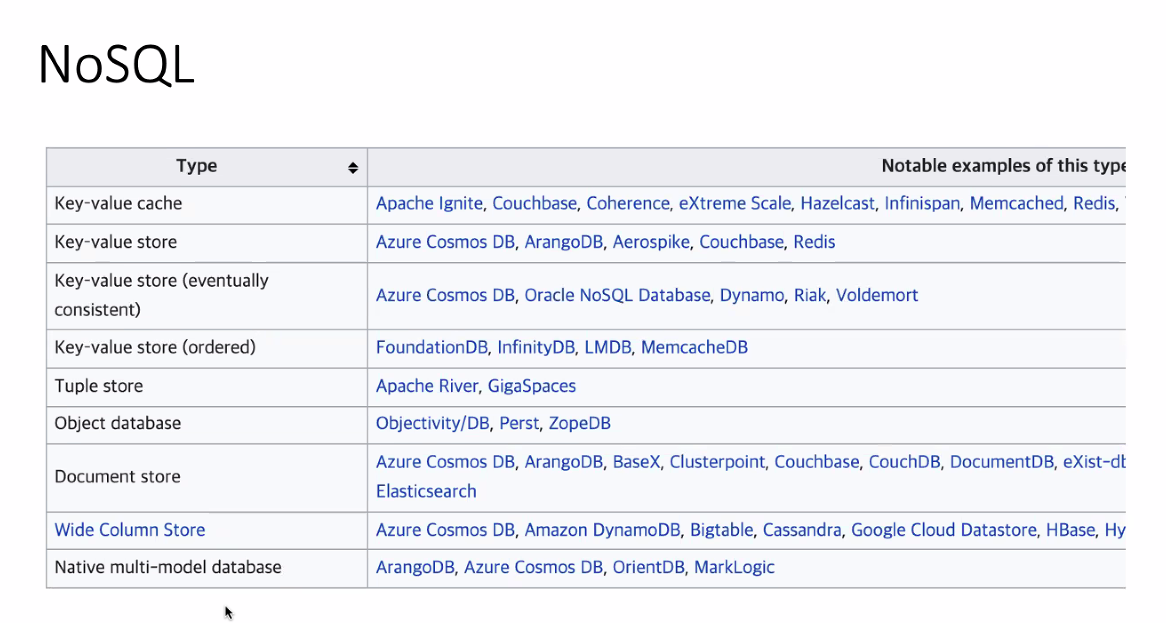 NoSQL
Type
Notable examples of this type
Key-value cache
Apache Ignite, Couchbase, Coherence, eXtreme Scale, Hazelcast, Infinispan, Memcached, Redis,
Key-value store
Azure Cosmos DB, ArangoDB, Aerospike, Couchbase, Redis
Key-value store (eventually
consistent)
Azure Cosmos DB, Oracle NoSQL Database, Dynamo, Riak, Voldemort
Key-value store (ordered)
FoundationDB, InfinityDB, LMDB, MemcacheDB
Tuple store
Apache River, GigaSpaces
Object database
Objectivity/DB, Perst, ZopeDB
Document store
Azure Cosmos DB, ArangoDB, BaseX, Clusterpoint, Couchbase, CouchDB, DocumentDB, eXist-db
Elasticsearch
Wide Column Store
Azure Cosmos DB, Amazon DynamoDB, Bigtable, Cassandra, Google Cloud Datastore, HBase, Hy
Native multi-model database
ArangoDB, Azure Cosmos DB, OrientDB, MarkLogic